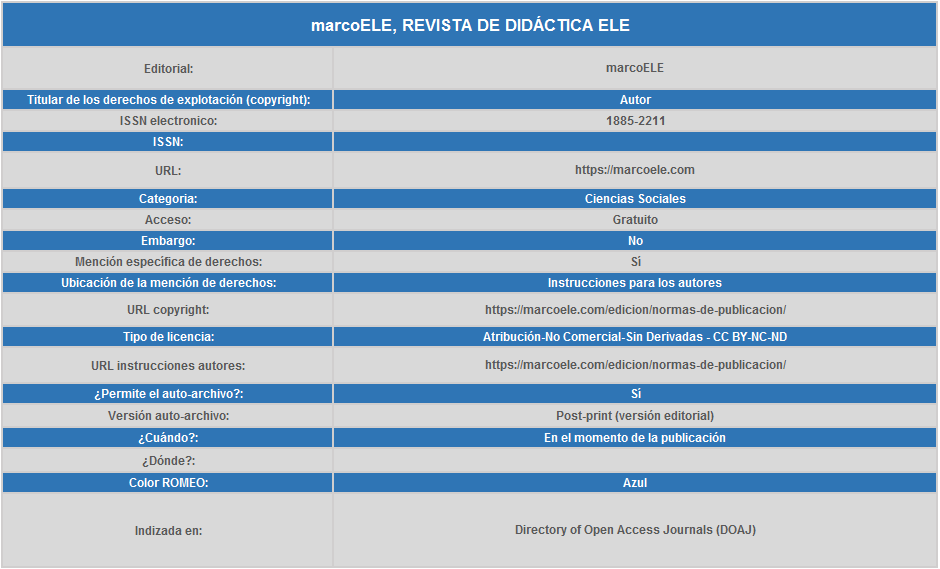 marcoELE, REVISTA DE DIDÁCTICA ELE
Editorial: marcoELE
Titular de los derechos de explotación (copyright): Autor
ISSN electronico: 1885-2211
ISSN:
URL: https://marcoele.com
Categoria: Ciencias Sociales
Acceso: Gratuito
Embargo: No
Mención específica de derechos: Sí
Ubicación de la mención de derechos: Instrucciones para los autores
URL copyright: https://marcoele.com/edicion/normas-de-publicacion/
Tipo de licencia: Atribución-No Comercial-Sin Derivadas - CC BY-NC-ND
URL instrucciones autores: https://marcoele.com/edicion/normas-de-publicacion/
¿Permite el auto-archivo?: Sí
Versión auto-archivo: Post-print (versión editorial)
¿Cuándo?: En el momento de la publicación
¿Dónde?:
Color ROMEO: Azul
Indizada en: Directory of Open Access Journals (DOAJ)